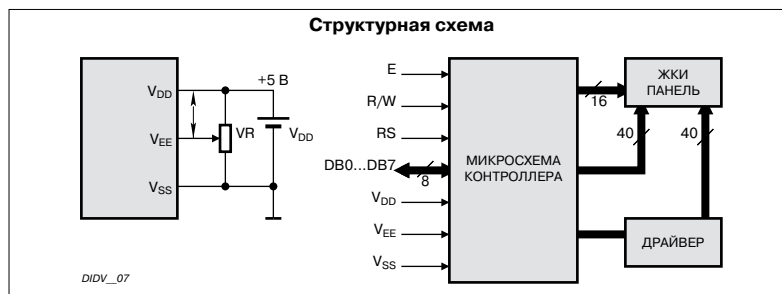 Структурная схема
+5 В
VDD
VEE
VR
VDD
VSS
DIDV__07
E
R/W
RS
DB0...DB7
8
VDD
VEE
VSS
МИКРОСХЕМА
КОНТРОЛЛЕРА
16
40
40
ЖКИ
ПАНЕЛЬ
ДРАЙВЕР